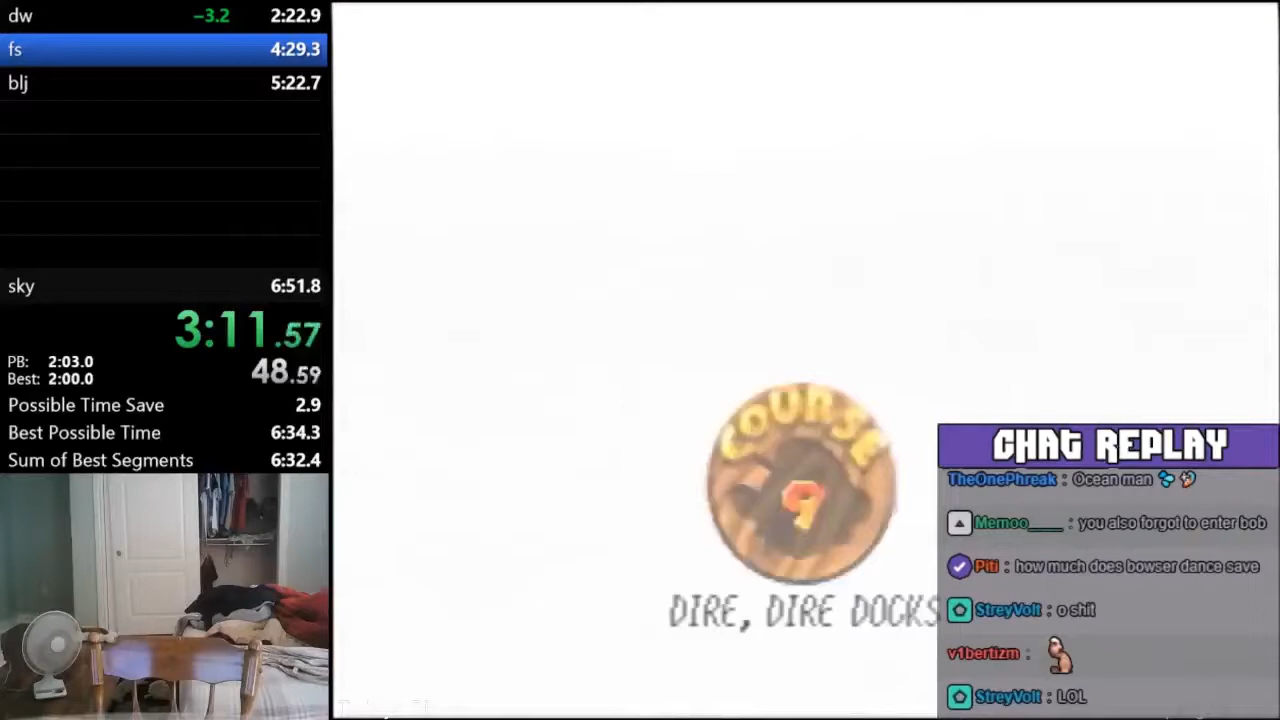 dw −3.2 2:22.9
fs 4:29.3
blj 5:22.7
sky 6:51.8
3:11.57
PB: 2:03.0
Best: 2:00.0
48.59
Possible Time Save 2.9
Best Possible Time 6:34.3
Sum of Best Segments 6:32.4
COURSE
9
DIRE, DIRE DOCKS
CHAT REPLAY
TheOnePhreak : Ocean man
Memoo____ : you also forgot to enter bob
Piti : how much does bowser dance save
StreyVolt : o shit
v1bertizm :
StreyVolt : LOL